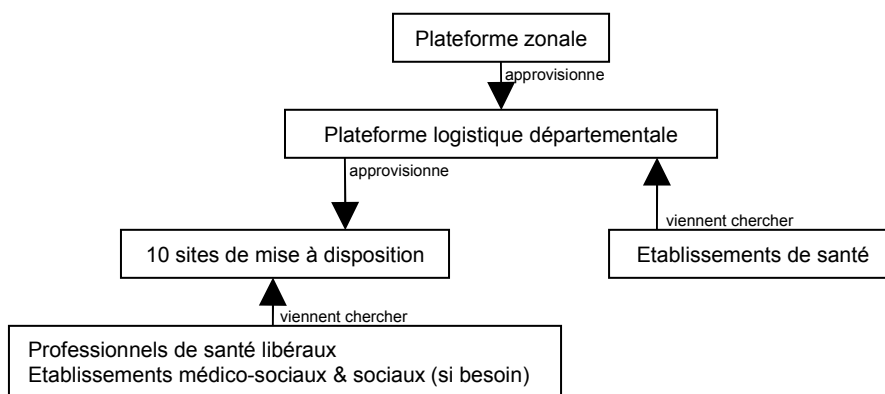 Plateforme zonale
approvisionne
Plateforme logistique départementale
approvisionne
viennent chercher
10 sites de mise à disposition
Etablissements de santé
viennent chercher
Professionnels de santé libéraux
Etablissements médico-sociaux & sociaux (si besoin)